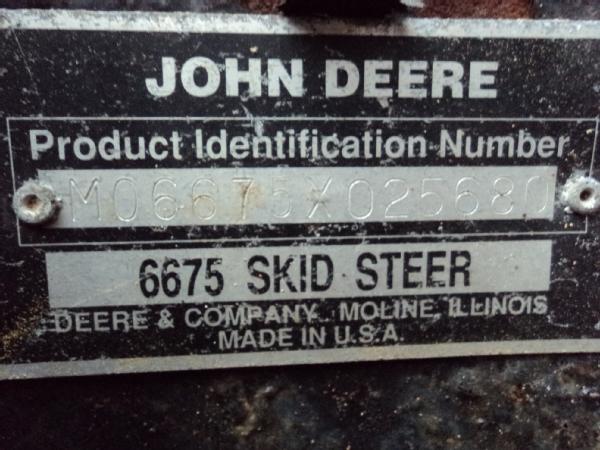 JOHN DEERE
Product Identification Number
M06675X025680
6675 SKID STEER
DEERE & COMPANY MOLINE, ILLINOIS
MADE IN U.S.A.